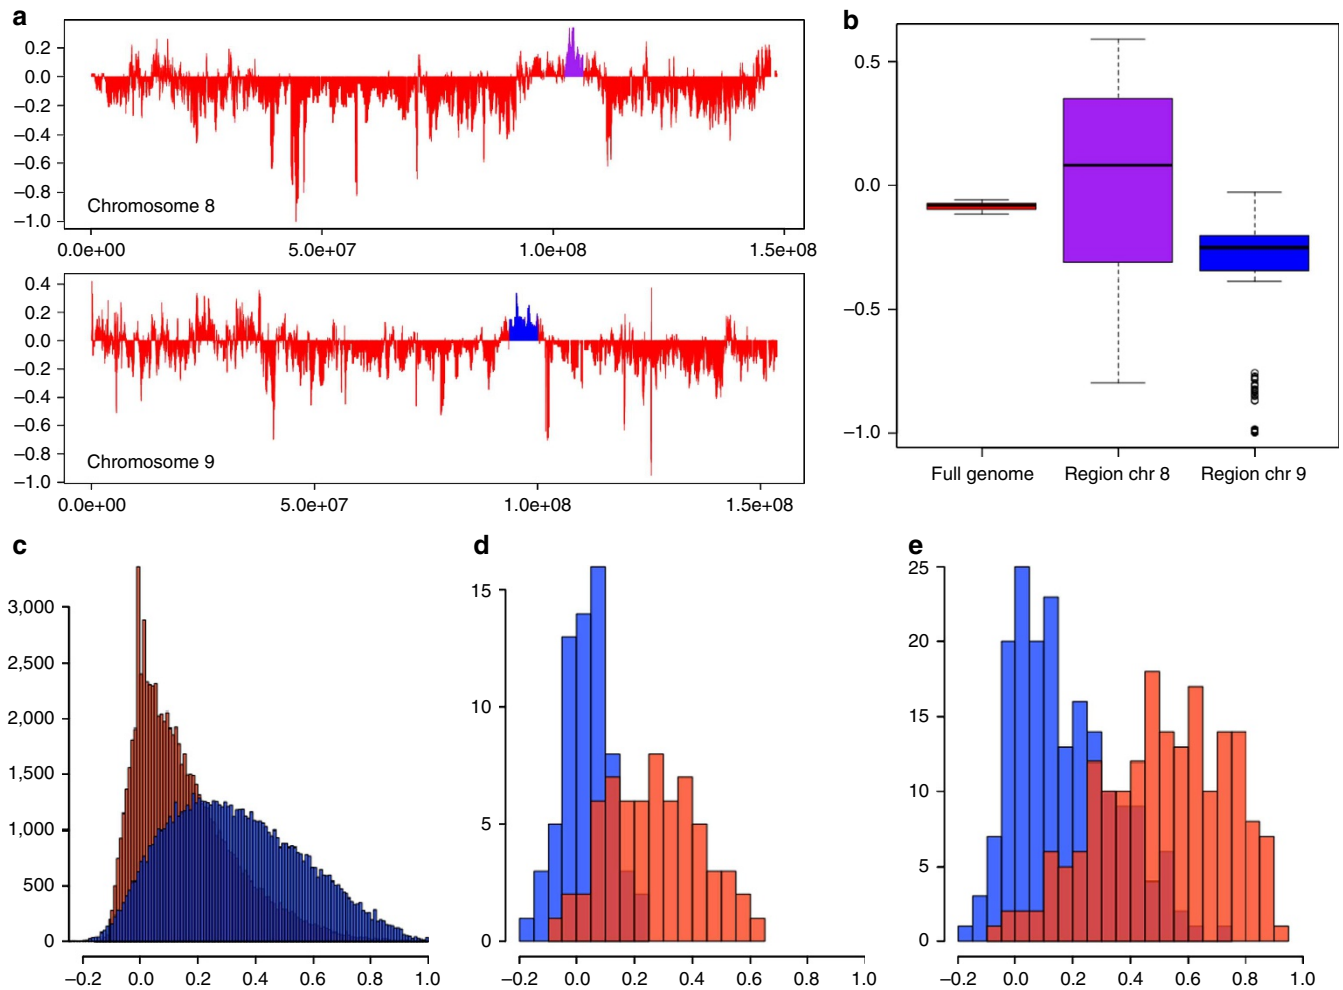 a
0.2
0.0
−0.2
−0.4
−0.6
−0.8
−1.0
Chromosome 8
0.0e+00 5.0e+07 1.0e+08 1.5e+08
0.4
0.2
0.0
−0.2
−0.4
−0.6
−0.8
−1.0
Chromosome 9
0.0e+00 5.0e+07 1.0e+08 1.5e+08
b
0.5
0.0
−0.5
−1.0
Full genome Region chr 8 Region chr 9
c
3,000
2,500
2,000
1,500
1,000
500
0
−0.2 0.0 0.2 0.4 0.6 0.8 1.0
d
15
10
5
0
−0.2 0.0 0.2 0.4 0.6 0.8 1.0
e
25
20
15
10
5
0
−0.2 0.0 0.2 0.4 0.6 0.8 1.0